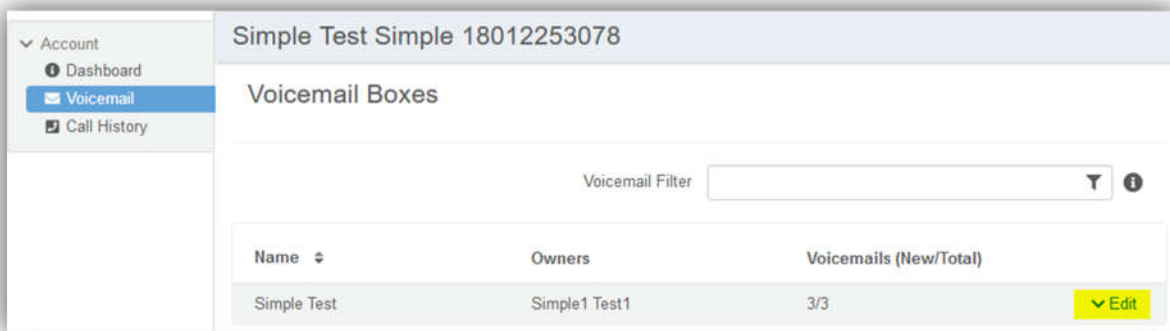 Account
Dashboard
Voicemail
Call History
Simple Test Simple 18012253078
Voicemail Boxes
Voicemail Filter
Name Owners Voicemails (New/Total)
Simple Test Simple1 Test1 3/3 Edit